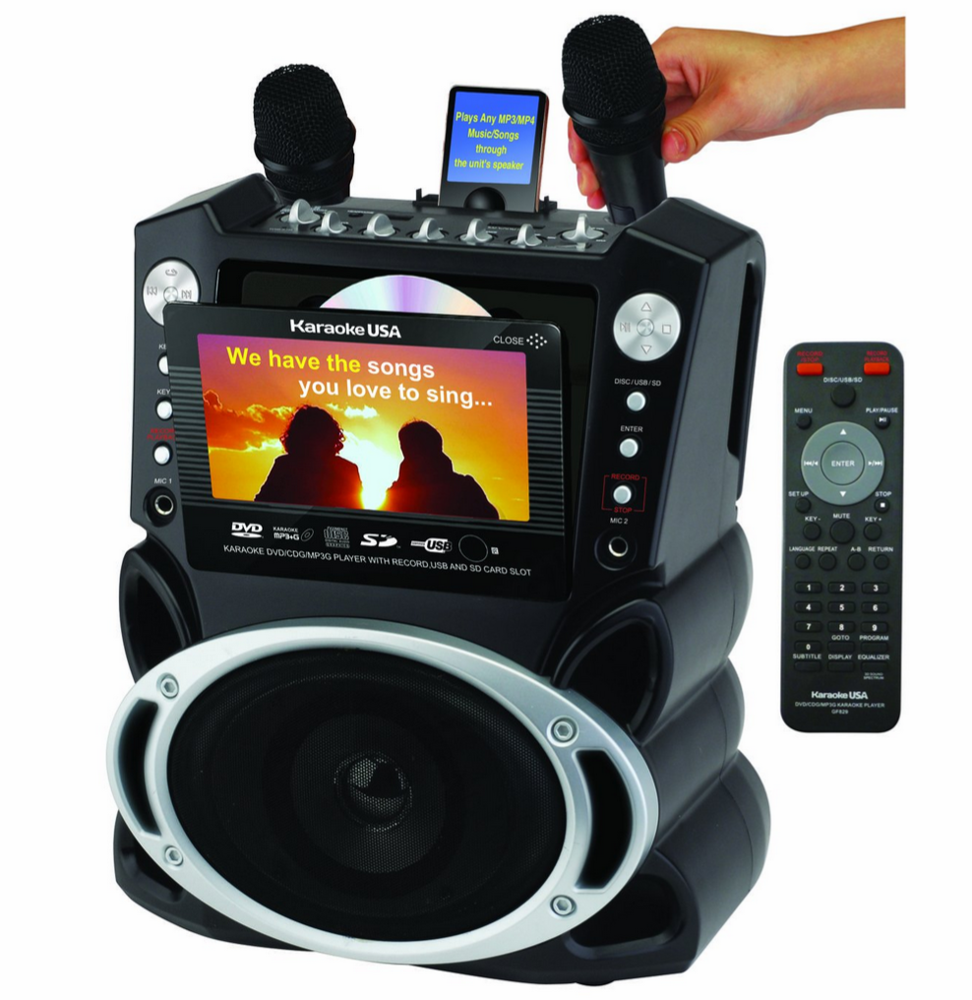 Plays Any MP3/MP4
Music/Songs
through
the unit's speaker
Karaoke USA
CLOSE
We have the songs
you love to sing...
KEY
MIC 1
DISC/USB/SD
ENTER
RECORD
STOP
MIC 2
DVD
KARAOKE
MP3+G
SD
USB
KARAOKE DVD/CDG/MP3G PLAYER WITH RECORD,USB AND SD CARD SLOT
RECORD
RECORD
DISC/USB/SD
MENU
PLAY/PAUSE
ENTER
SETUP
STOP
KEY -
MUTE
KEY +
LANGUAGE REPEAT A-B RETURN
1 2 3
4 5 6
7 8 9
GOTO PROGRAM
0
SUBTITLE DISPLAY EQUALIZER
Karaoke USA
DVD/CDG/MP3G KARAOKE PLAYER
GF829